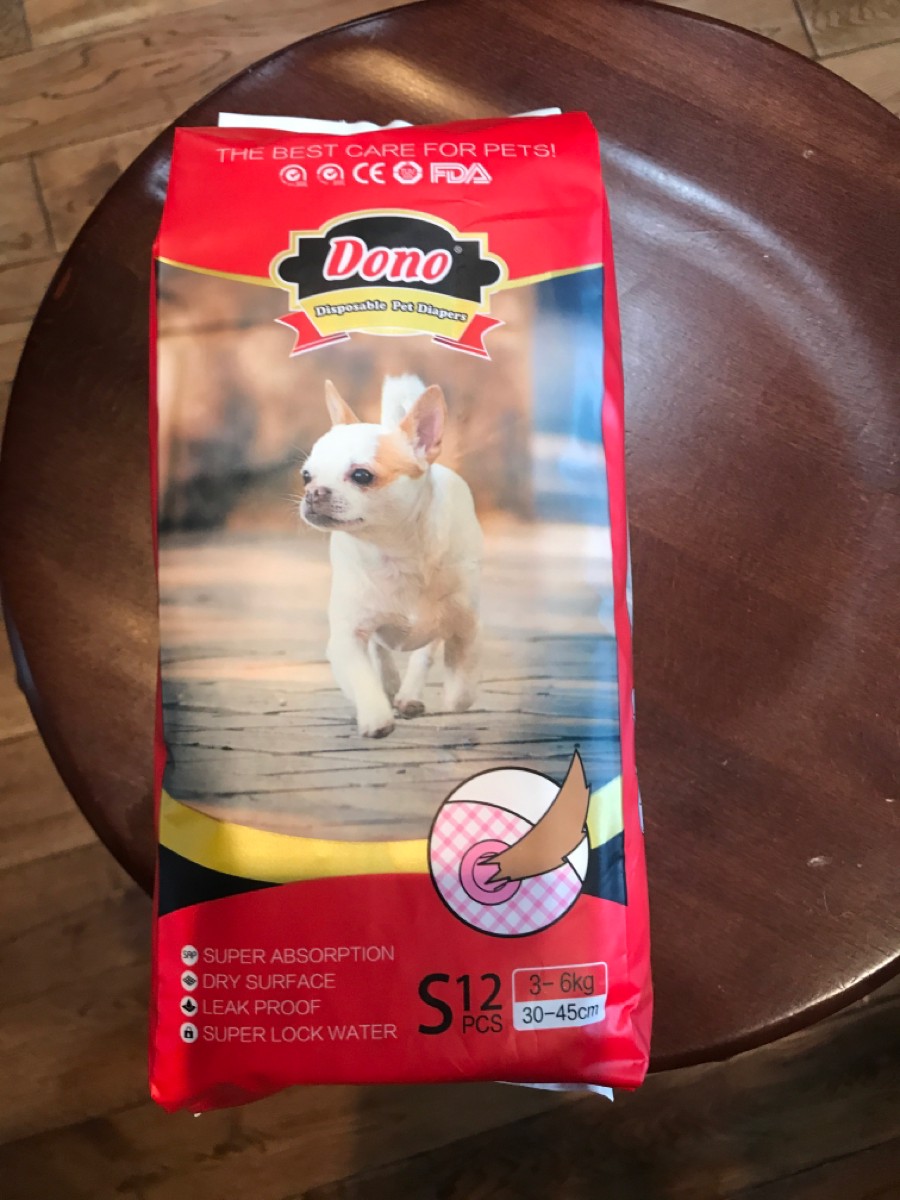 THE BEST CARE FOR PETS!
CE FDA
Dono®
Disposable Pet Diapers
SAP SUPER ABSORPTION
DRY SURFACE
LEAK PROOF
SUPER LOCK WATER
S 12 PCS
3-6kg
30-45cm